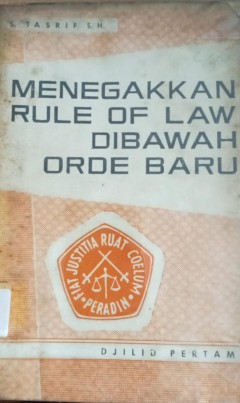 S. TASRIF S.H.
MENEGAKKAN
RULE OF LAW
DIBAWAH
ORDE BARU
FIAT JUSTITIA RUAT COELUM
PERADIN
DJILID PERTAM